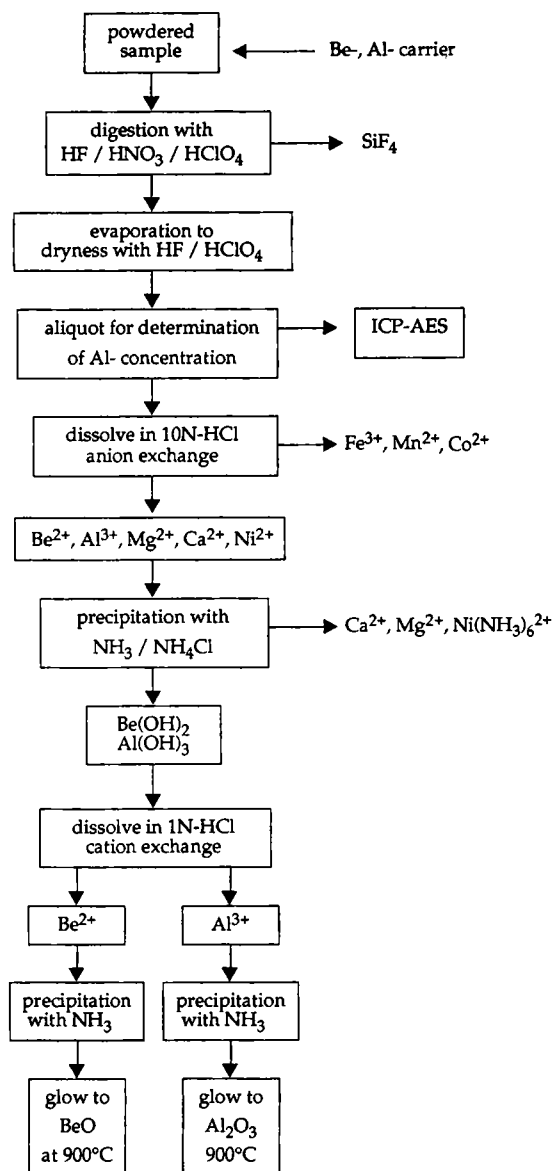 powdered
sample
Be-, Al- carrier
digestion with
HF / HNO₃ / HClO₄
SiF₄
evaporation to
dryness with HF / HClO₄
aliquot for determination
of Al- concentration
ICP-AES
dissolve in 10N-HCl
anion exchange
Fe³⁺, Mn²⁺, Co²⁺
Be²⁺, Al³⁺, Mg²⁺, Ca²⁺, Ni²⁺
precipitation with
NH₃ / NH₄Cl
Ca²⁺, Mg²⁺, Ni(NH₃)₆²⁺
Be(OH)₂
Al(OH)₃
dissolve in 1N-HCl
cation exchange
Be²⁺
Al³⁺
precipitation
with NH₃
precipitation
with NH₃
glow to
BeO
at 900°C
glow to
Al₂O₃
900°C